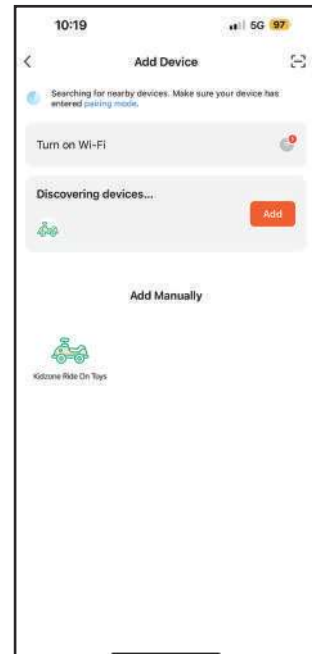 10:19
5G 97
Add Device
Searching for nearby devices. Make sure your device has
entered pairing mode.
Turn on Wi-Fi
Discovering devices...
Add
Add Manually
Kidzone Ride On Toys